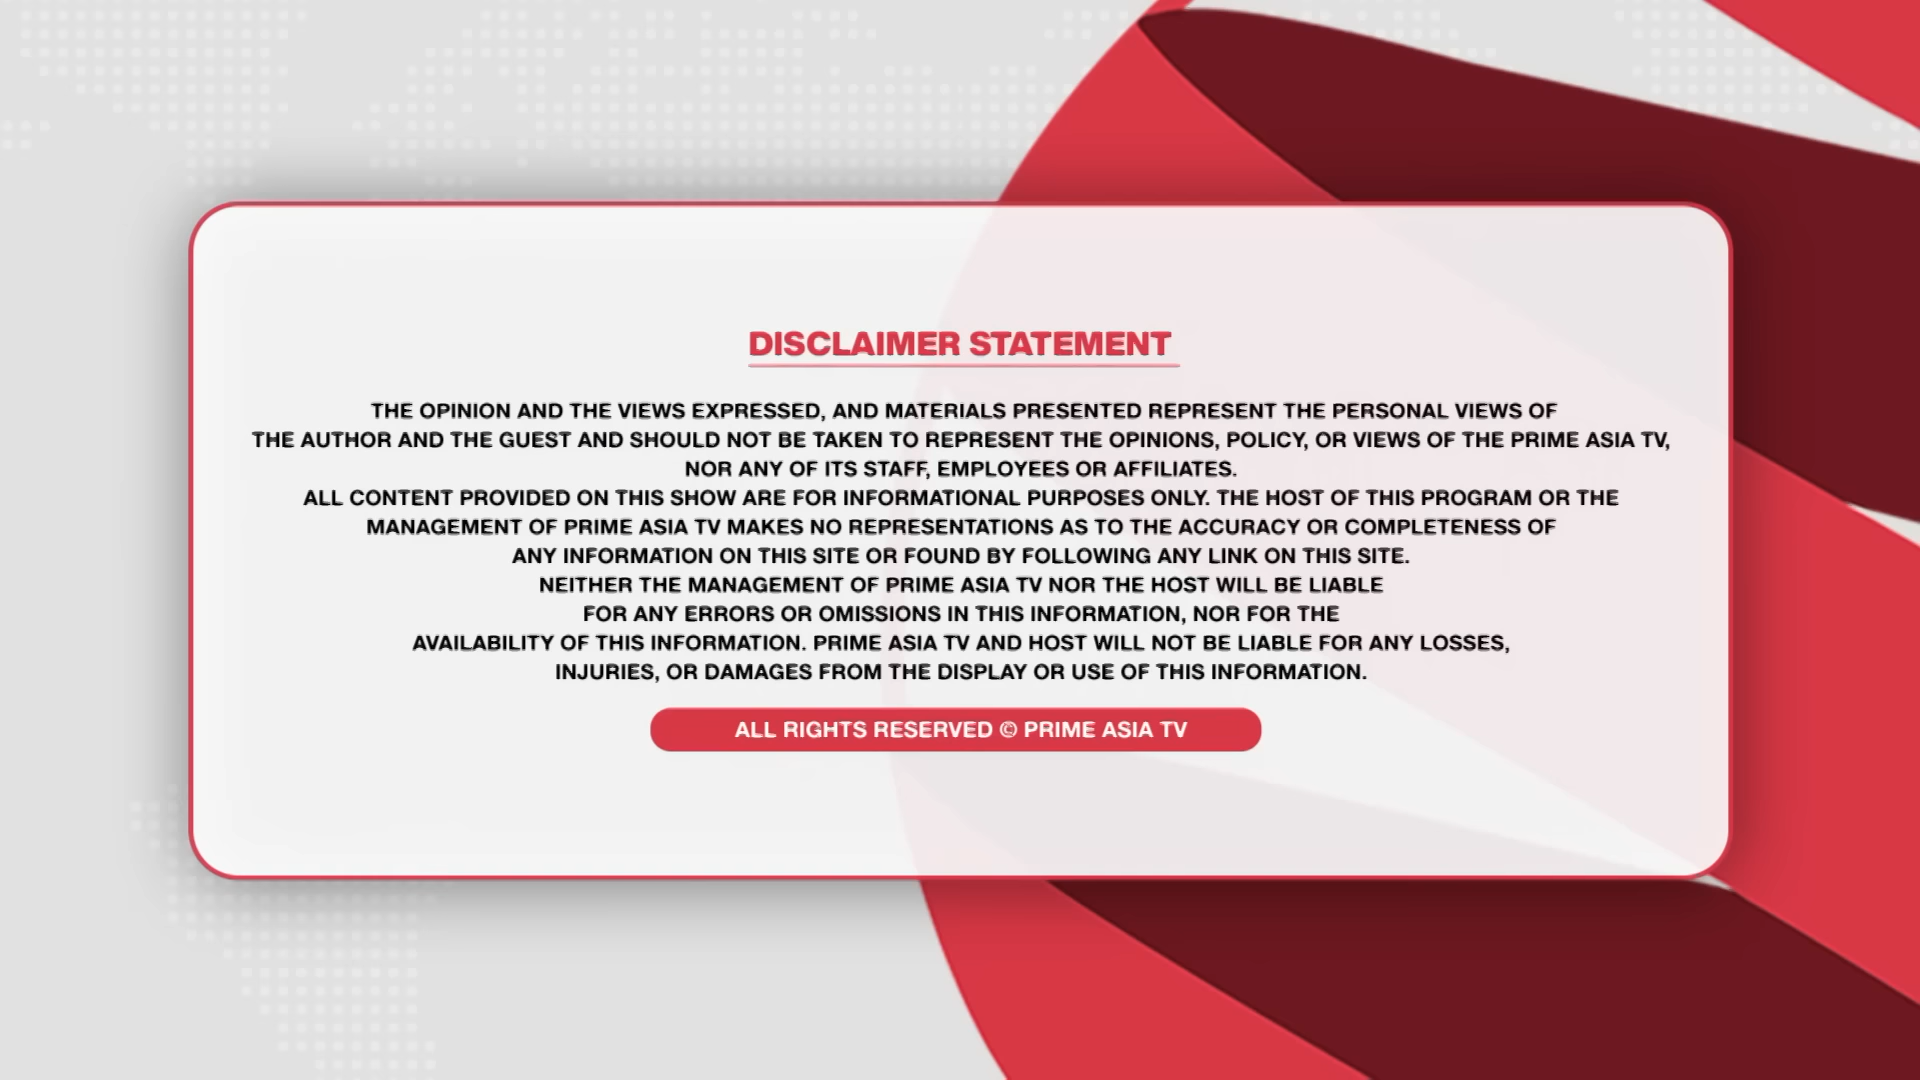 DISCLAIMER STATEMENT
THE OPINION AND THE VIEWS EXPRESSED, AND MATERIALS PRESENTED REPRESENT THE PERSONAL VIEWS OF
THE AUTHOR AND THE GUEST AND SHOULD NOT BE TAKEN TO REPRESENT THE OPINIONS, POLICY, OR VIEWS OF THE PRIME ASIA TV,
NOR ANY OF ITS STAFF, EMPLOYEES OR AFFILIATES.
ALL CONTENT PROVIDED ON THIS SHOW ARE FOR INFORMATIONAL PURPOSES ONLY. THE HOST OF THIS PROGRAM OR THE
MANAGEMENT OF PRIME ASIA TV MAKES NO REPRESENTATIONS AS TO THE ACCURACY OR COMPLETENESS OF
ANY INFORMATION ON THIS SITE OR FOUND BY FOLLOWING ANY LINK ON THIS SITE.
NEITHER THE MANAGEMENT OF PRIME ASIA TV NOR THE HOST WILL BE LIABLE
FOR ANY ERRORS OR OMISSIONS IN THIS INFORMATION, NOR FOR THE
AVAILABILITY OF THIS INFORMATION. PRIME ASIA TV AND HOST WILL NOT BE LIABLE FOR ANY LOSSES,
INJURIES, OR DAMAGES FROM THE DISPLAY OR USE OF THIS INFORMATION.
ALL RIGHTS RESERVED © PRIME ASIA TV